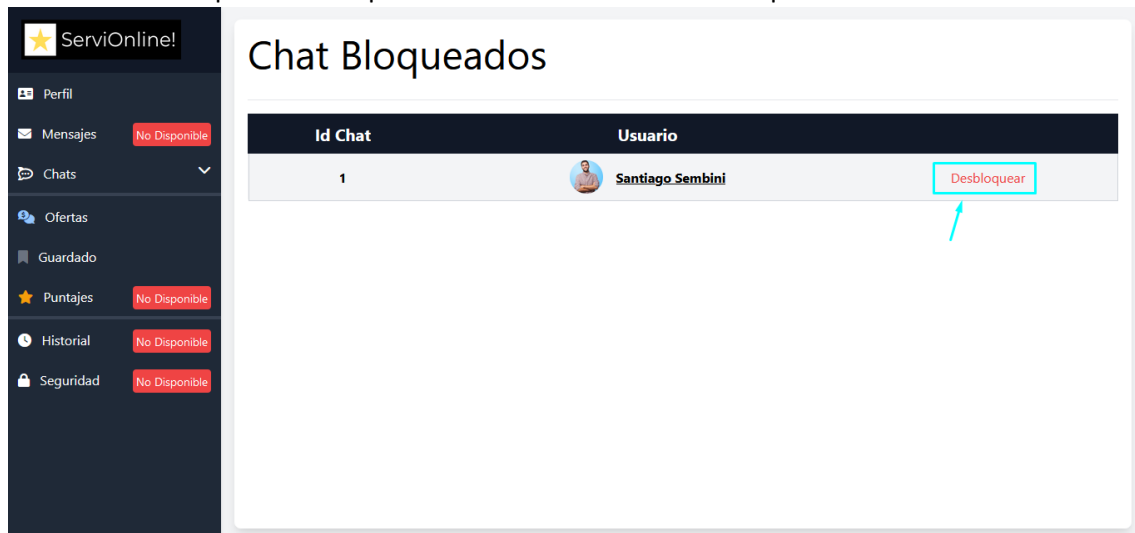 ServiOnline!
Chat Bloqueados
Perfil
Mensajes No Disponible
Chats
Ofertas
Guardado
Puntajes No Disponible
Historial No Disponible
Seguridad No Disponible
Id Chat Usuario
1 Santiago Sembini Desbloquear